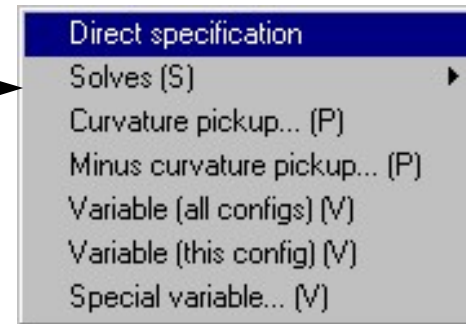 Direct specification
Solves (S)
Curvature pickup... (P)
Minus curvature pickup... (P)
Variable (all configs) (V)
Variable (this config) (V)
Special variable... (V)